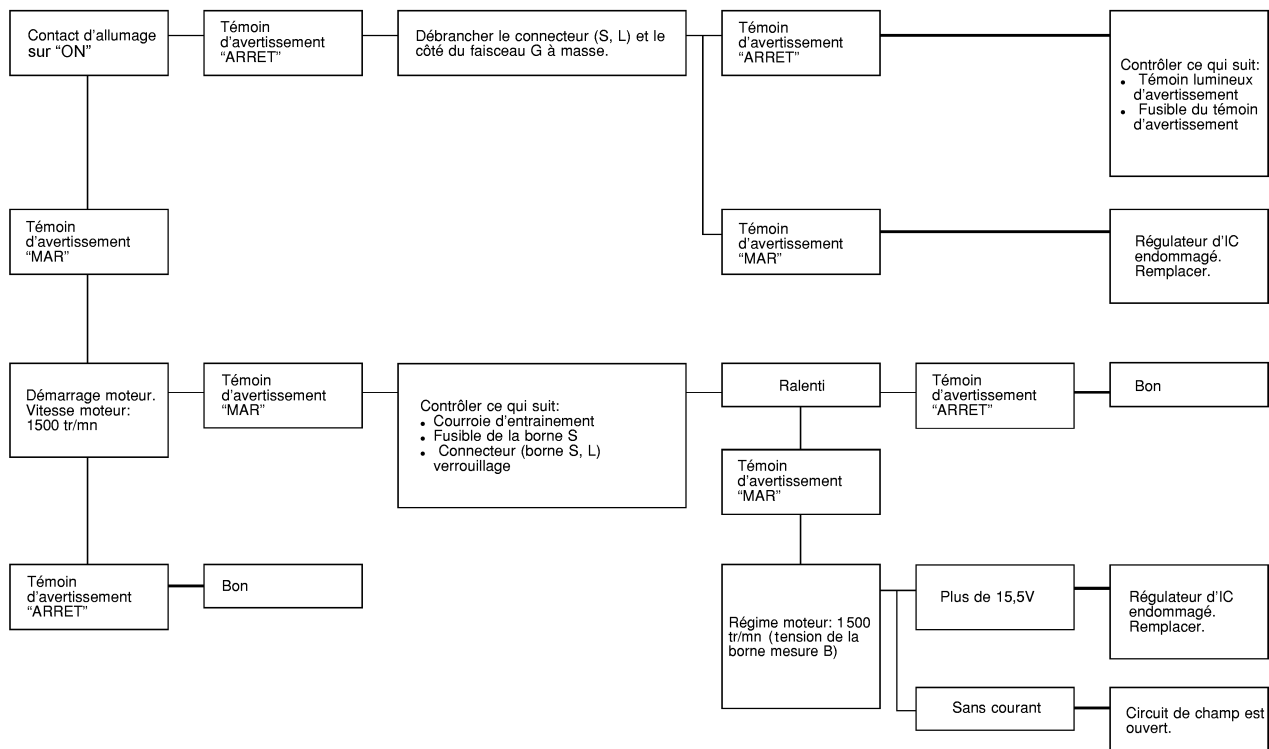 Contact d'allumage
sur “ON”
Témoin
d'avertissement
“ARRET”
Débrancher le connecteur (S, L) et le
côté du faisceau G à masse.
Témoin
d'avertissement
“ARRET”
Contrôler ce qui suit:
• Témoin lumineux
d'avertissement
• Fusible du témoin
d'avertissement
Témoin
d'avertissement
“MAR”
Témoin
d'avertissement
“MAR”
Régulateur d'IC
endommagé.
Remplacer.
Démarrage moteur.
Vitesse moteur:
1500 tr/mn
Témoin
d'avertissement
“MAR”
Contrôler ce qui suit:
• Courroie d'entrainement
• Fusible de la borne S
• Connecteur (borne S, L)
verrouillage
Ralenti
Témoin
d'avertissement
“ARRET”
Bon
Témoin
d'avertissement
“MAR”
Témoin
d'avertissement
“ARRET”
Bon
Régime moteur: 1500
tr/mn (tension de la
borne mesure B)
Plus de 15,5V
Régulateur d'IC
endommagé.
Remplacer.
Sans courant
Circuit de champ est
ouvert.